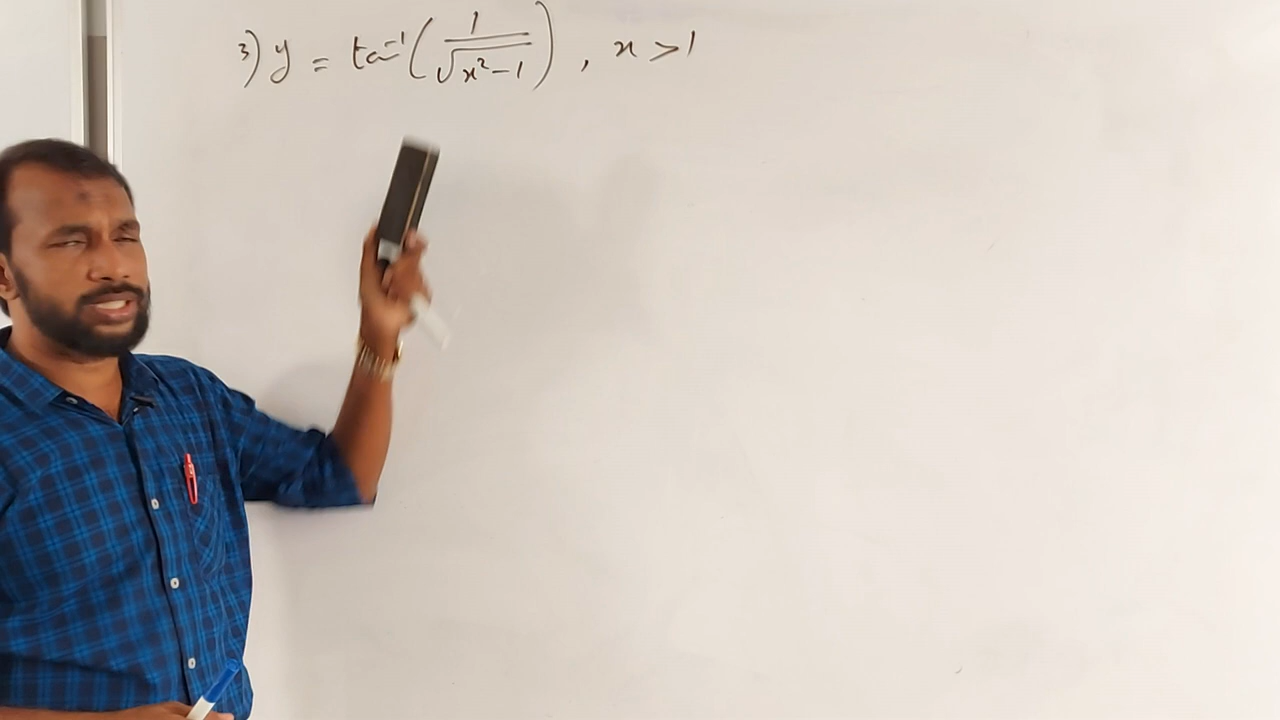 3) y = tan⁻¹(1/√(x²-1)), x > 1